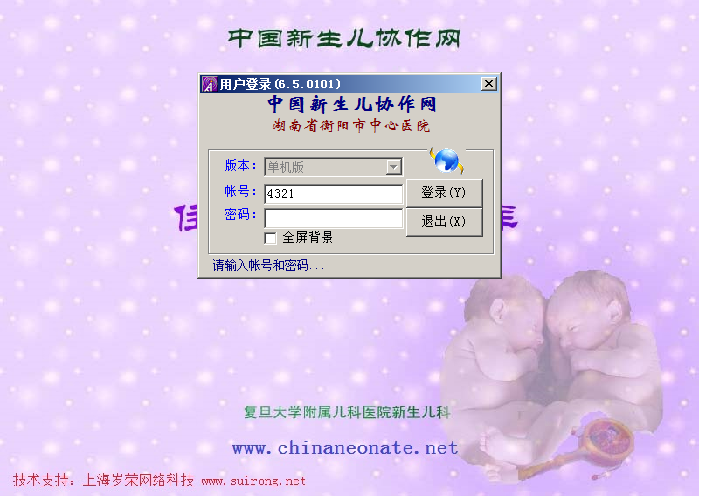 中国新生儿协作网
用户登录(6.5.0101)
中国新生儿协作网
湖南省衡阳市中心医院
版本: 单机版
帐号: 4321
登录(Y)
密码:
退出(X)
全屏背景
请输入帐号和密码...
复旦大学附属儿科医院新生儿科
www.chinaneonate.net
技术支持: 上海岁荣网络科技 www.suirong.net